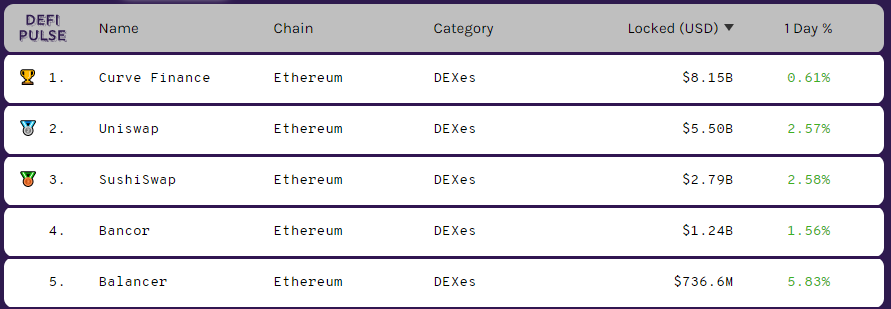 DEFI PULSE Name Chain Category Locked (USD) ▼ 1 Day %
1. Curve Finance Ethereum DEXes $8.15B 0.61%
2. Uniswap Ethereum DEXes $5.50B 2.57%
3. SushiSwap Ethereum DEXes $2.79B 2.58%
4. Bancor Ethereum DEXes $1.24B 1.56%
5. Balancer Ethereum DEXes $736.6M 5.83%